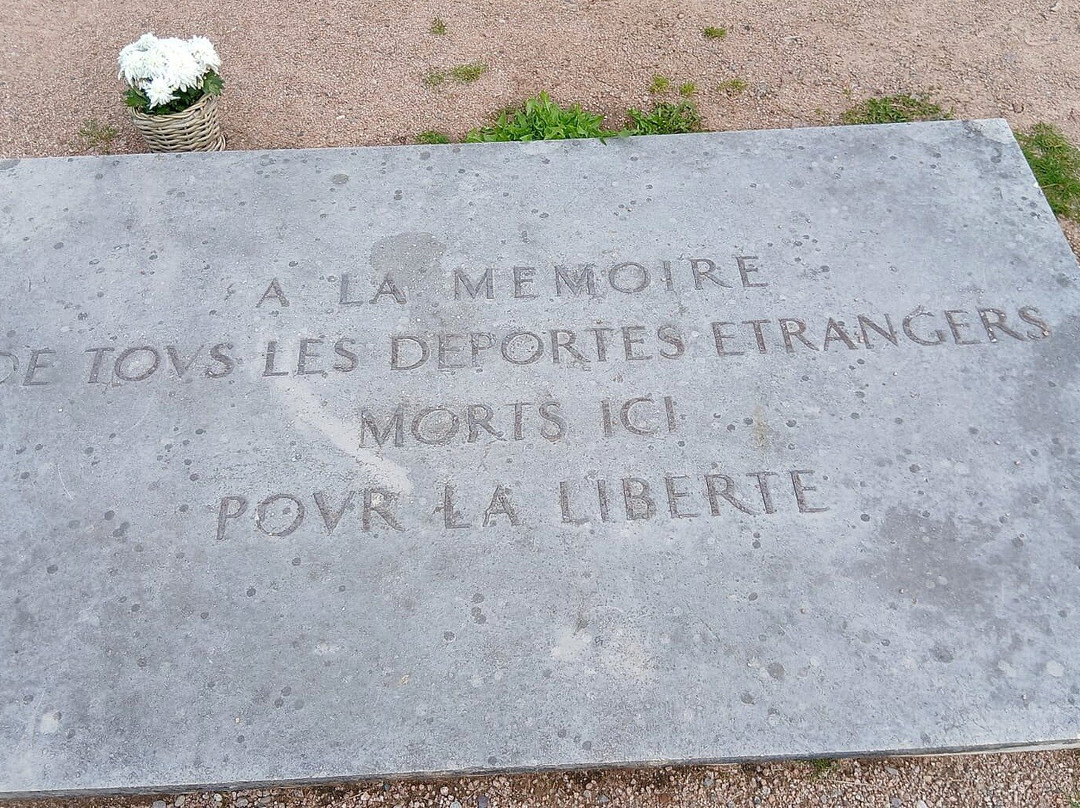 A LA MEMOIRE
DE TOVS LES DEPORTES ETRANGERS
MORTS ICI
POVR LA LIBERTE